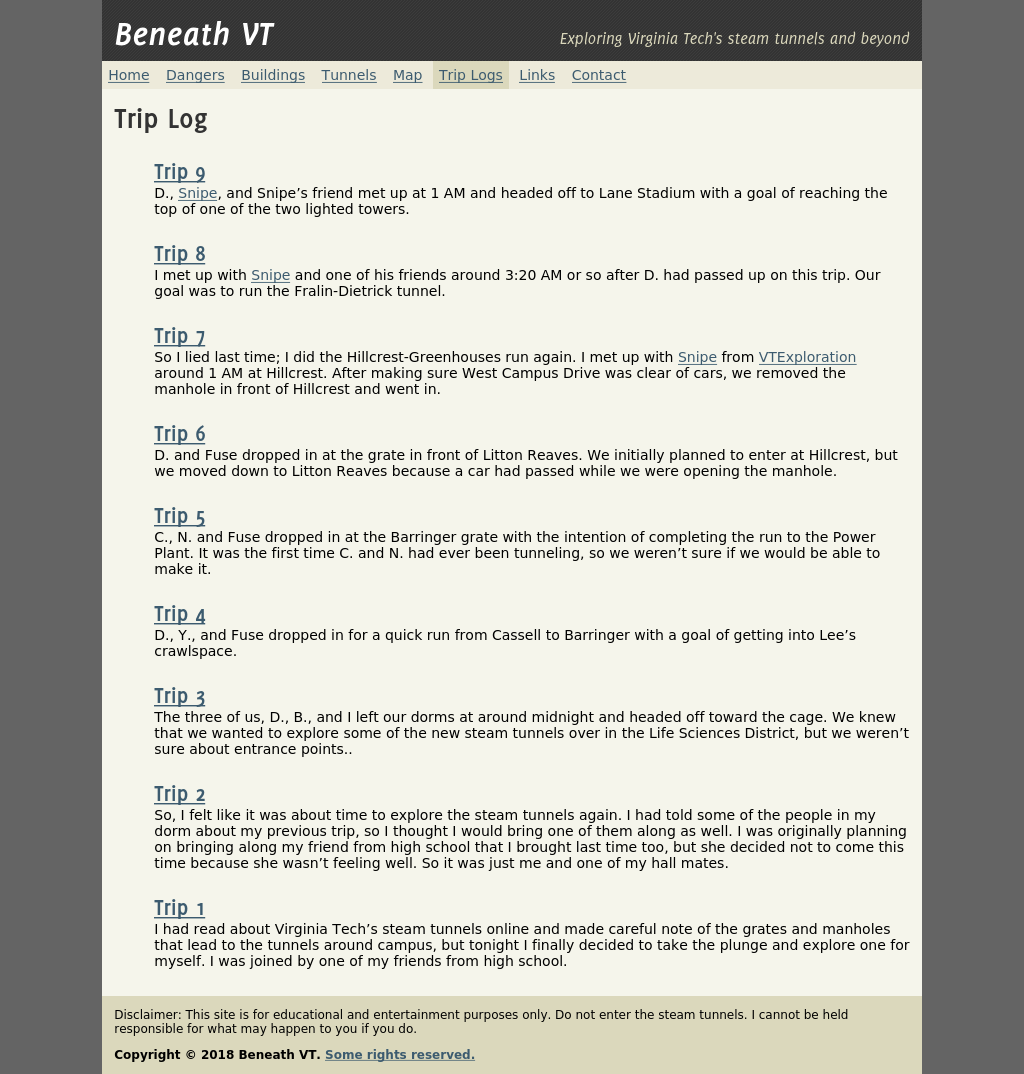 Beneath VT
Exploring Virginia Tech's steam tunnels and beyond
Home Dangers Buildings Tunnels Map Trip Logs Links Contact
Trip Log
Trip 9
D., Snipe, and Snipe’s friend met up at 1 AM and headed off to Lane Stadium with a goal of reaching the
top of one of the two lighted towers.
Trip 8
I met up with Snipe and one of his friends around 3:20 AM or so after D. had passed up on this trip. Our
goal was to run the Fralin-Dietrick tunnel.
Trip 7
So I lied last time; I did the Hillcrest-Greenhouses run again. I met up with Snipe from VTExploration
around 1 AM at Hillcrest. After making sure West Campus Drive was clear of cars, we removed the
manhole in front of Hillcrest and went in.
Trip 6
D. and Fuse dropped in at the grate in front of Litton Reaves. We initially planned to enter at Hillcrest, but
we moved down to Litton Reaves because a car had passed while we were opening the manhole.
Trip 5
C., N. and Fuse dropped in at the Barringer grate with the intention of completing the run to the Power
Plant. It was the first time C. and N. had ever been tunneling, so we weren’t sure if we would be able to
make it.
Trip 4
D., Y., and Fuse dropped in for a quick run from Cassell to Barringer with a goal of getting into Lee’s
crawlspace.
Trip 3
The three of us, D., B., and I left our dorms at around midnight and headed off toward the cage. We knew
that we wanted to explore some of the new steam tunnels over in the Life Sciences District, but we weren’t
sure about entrance points..
Trip 2
So, I felt like it was about time to explore the steam tunnels again. I had told some of the people in my
dorm about my previous trip, so I thought I would bring one of them along as well. I was originally planning
on bringing along my friend from high school that I brought last time too, but she decided not to come this
time because she wasn’t feeling well. So it was just me and one of my hall mates.
Trip 1
I had read about Virginia Tech’s steam tunnels online and made careful note of the grates and manholes
that lead to the tunnels around campus, but tonight I finally decided to take the plunge and explore one for
myself. I was joined by one of my friends from high school.
Disclaimer: This site is for educational and entertainment purposes only. Do not enter the steam tunnels. I cannot be held
responsible for what may happen to you if you do.
Copyright © 2018 Beneath VT. Some rights reserved.